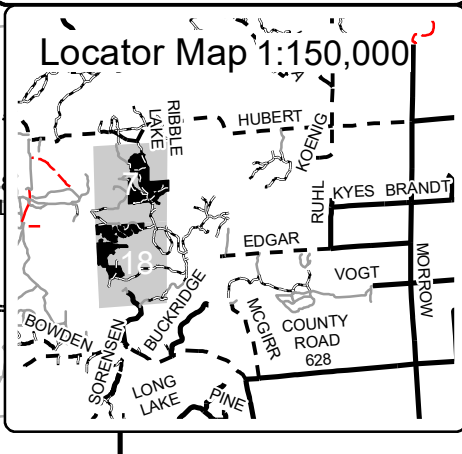 Locator Map 1:150,000
HUBERT
RIBBLE
LAKE
KOENIG
RUHL
KYES BRANDT
7
EDGAR
18
VOGT
MORROW
BUCKRIDGE
MCGIRR
BOWDEN
SORENSEN
COUNTY
ROAD
628
LONG
LAKE
PINE